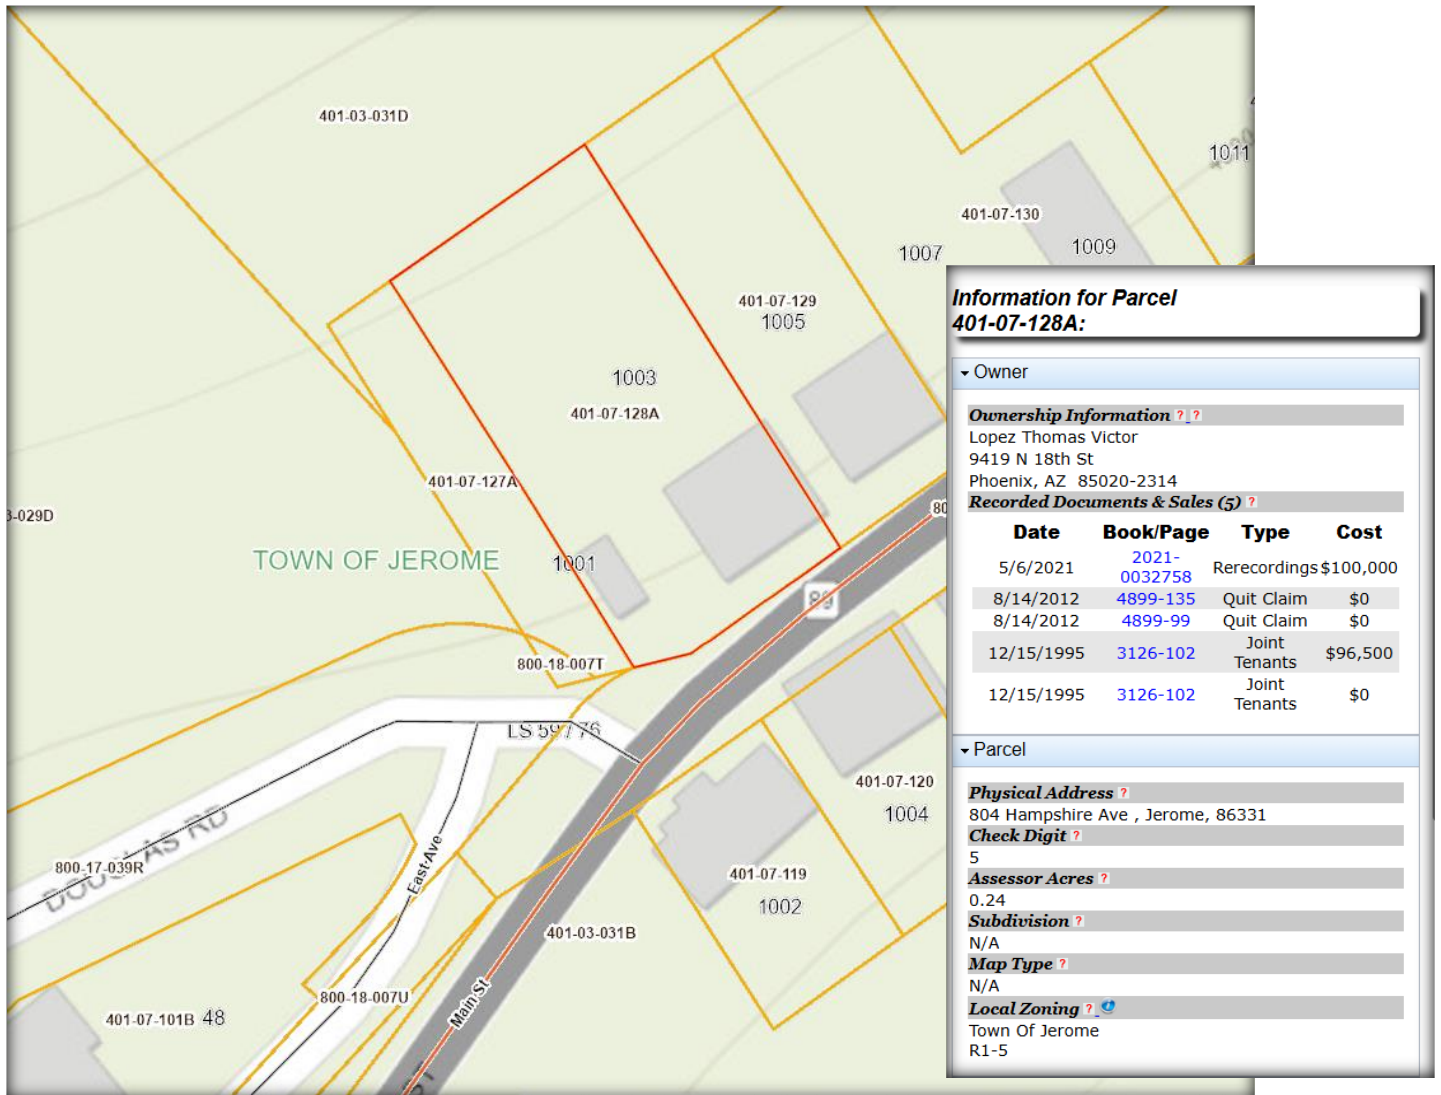 401-03-031D
1011
401-07-130
1007
1009
401-07-129
1005
1003
401-07-128A
401-07-127A
3-029D
80
TOWN OF JEROME
1001
89
800-18-007T
LS 59/76
401-07-120
1004
DOUGLAS RD
800-17-039R
East Ave
401-07-119
1002
401-03-031B
800-18-007U
Main St
401-07-101B 48
ST
Information for Parcel
401-07-128A:
Owner
Ownership Information ? ?
Lopez Thomas Victor
9419 N 18th St
Phoenix, AZ 85020-2314
Recorded Documents & Sales (5) ?
Date Book/Page Type Cost
5/6/2021 2021-0032758 Rerecordings $100,000
8/14/2012 4899-135 Quit Claim $0
8/14/2012 4899-99 Quit Claim $0
12/15/1995 3126-102 Joint Tenants $96,500
12/15/1995 3126-102 Joint Tenants $0
Parcel
Physical Address ?
804 Hampshire Ave , Jerome, 86331
Check Digit ?
5
Assessor Acres ?
0.24
Subdivision ?
N/A
Map Type ?
N/A
Local Zoning ?
Town Of Jerome
R1-5